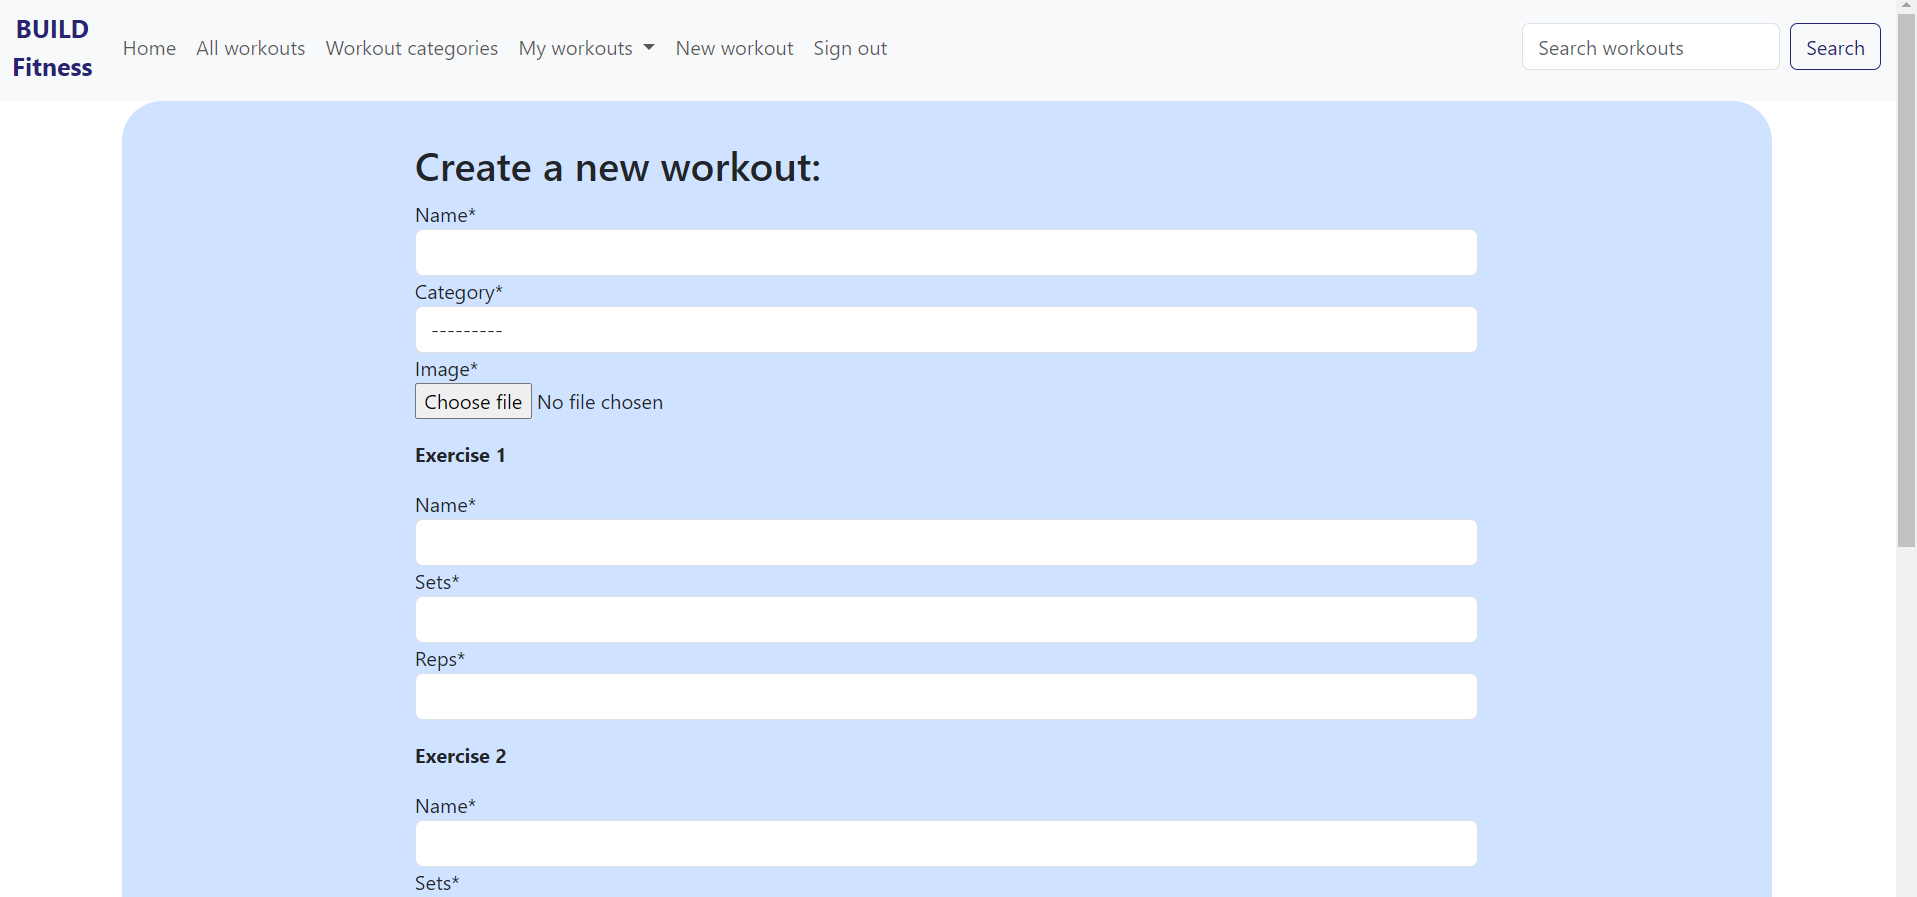 BUILD
Fitness
Home All workouts Workout categories My workouts New workout Sign out Search workouts Search
Create a new workout:
Name*
Category*
---------
Image*
Choose file No file chosen
Exercise 1
Name*
Sets*
Reps*
Exercise 2
Name*
Sets*